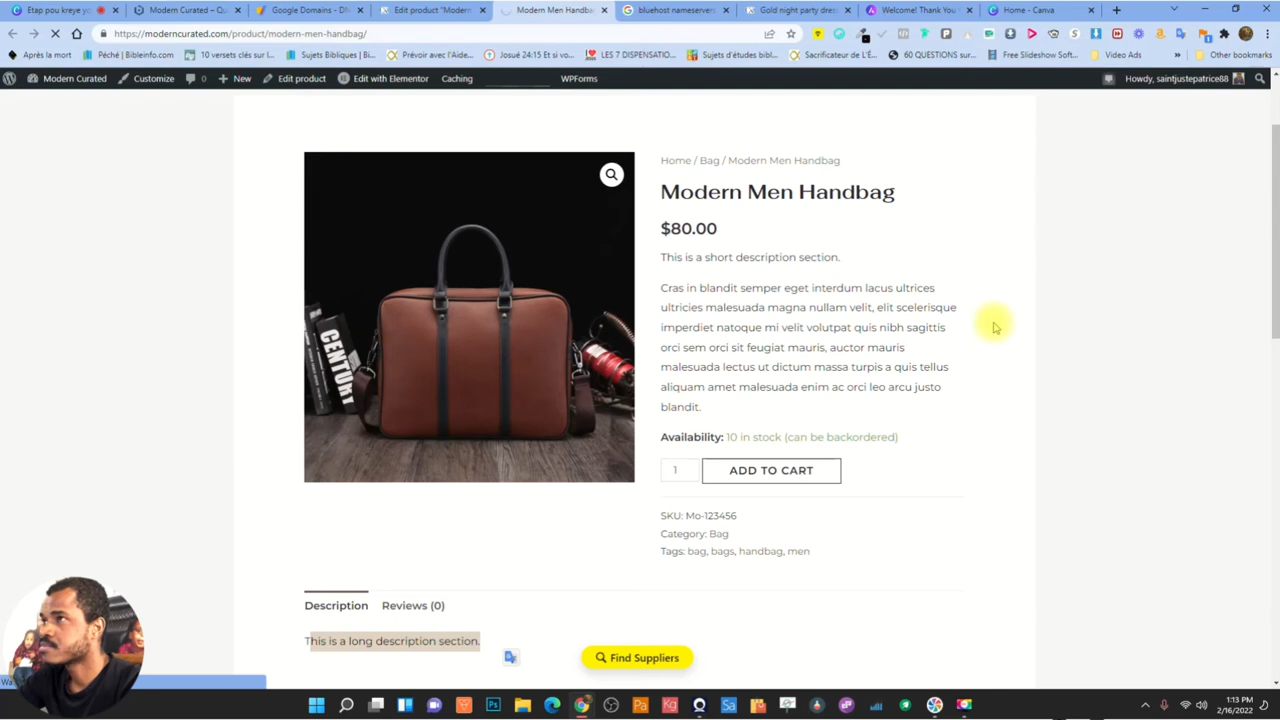 Etap pou kreye yo
Modern Curated – Qu
Google Domains - DN
Edit product "Modern
Modern Men Handba
bluehost nameservers
Gold night party dres
Welcome! Thank You
Home - Canva
https://moderncurated.com/product/modern-men-handbag/
Après la mort
Péché | Bibleinfo.com
10 versets clés sur l...
Sujets Bibliques |...
Prévoir avec l'Aide...
Josué 24:15 Et si vo...
LES 7 DISPENSATIO...
Sujets d'études bibl...
Sacrificateur de L'É...
60 QUESTIONS sur...
Free Slideshow Soft...
Video Ads
»
Other bookmarks
Modern Curated
Customize
0
New
Edit product
Edit with Elementor
Caching
WPForms
Howdy, saintjustepatrice88
Home / Bag / Modern Men Handbag
Modern Men Handbag
$80.00
This is a short description section.
Cras in blandit semper eget interdum lacus ultrices
ultricies malesuada magna nullam velit, elit scelerisque
imperdiet natoque mi velit volutpat quis nibh sagittis
orci sem orci sit feugiat mauris, auctor mauris
malesuada lectus ut dictum massa turpis a quis tellus
aliquam amet malesuada enim ac orci leo arcu justo
blandit.
Availability: 10 in stock (can be backordered)
1
ADD TO CART
SKU: Mo-123456
Category: Bag
Tags: bag, bags, handbag, men
CENTURY
Description
Reviews (0)
This is a long description section.
Find Suppliers
1:13 PM
2/16/2022